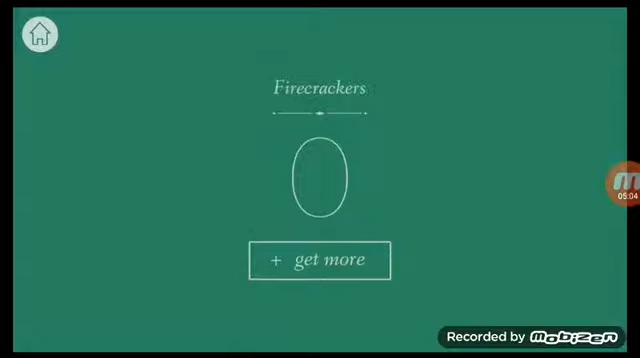 Firecrackers
0
+ get more
M
05:04
Recorded by mobizen